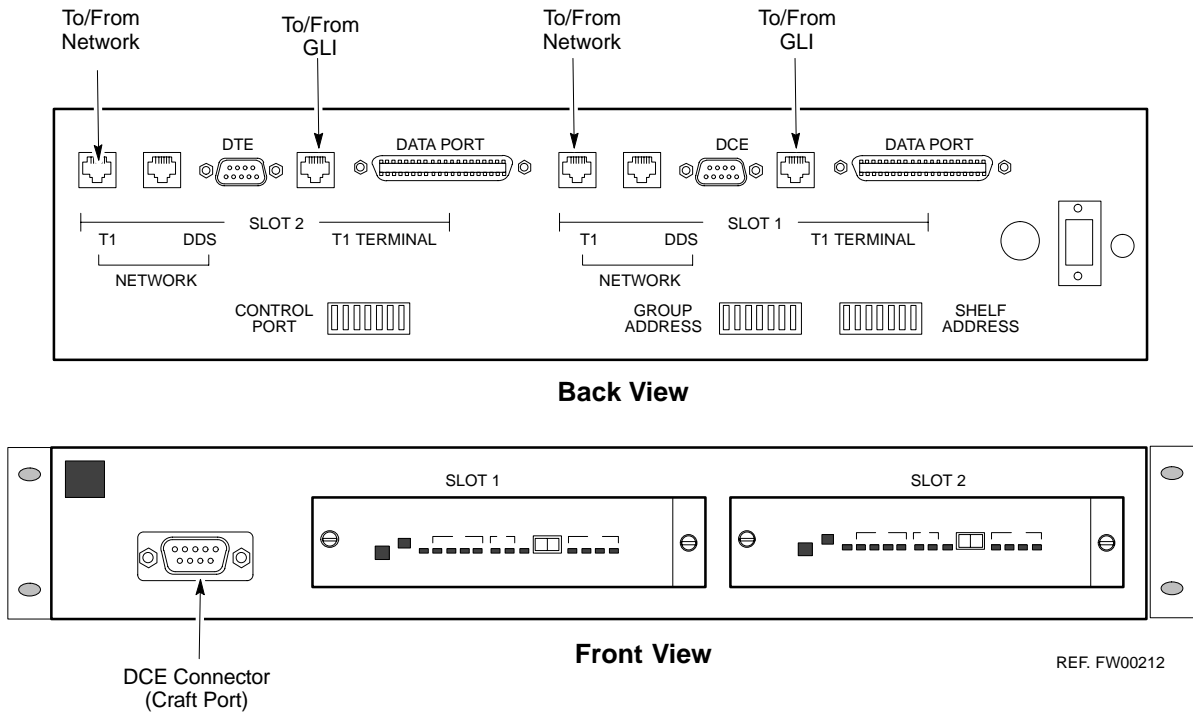 To/From
Network
To/From
GLI
To/From
Network
To/From
GLI
DTE
DATA PORT
DCE
DATA PORT
SLOT 2
SLOT 1
T1
DDS
T1 TERMINAL
T1
DDS
T1 TERMINAL
NETWORK
NETWORK
CONTROL
PORT
GROUP
ADDRESS
SHELF
ADDRESS
Back View
SLOT 1
SLOT 2
Front View
REF. FW00212
DCE Connector
(Craft Port)